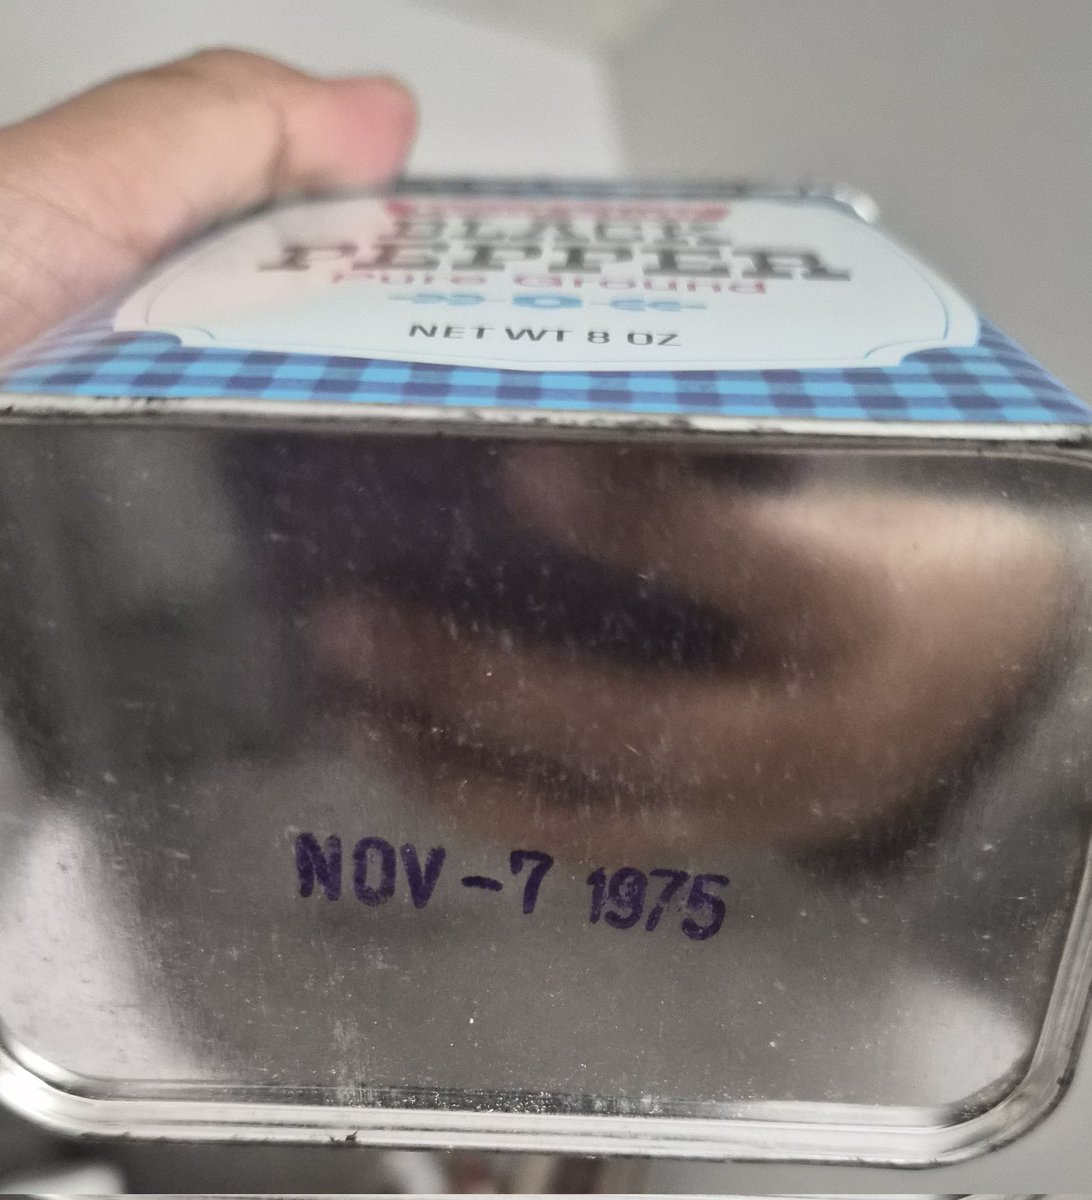 BLACK
PEPPER
Pure Ground
NET WT 8 OZ
NOV -7 1975